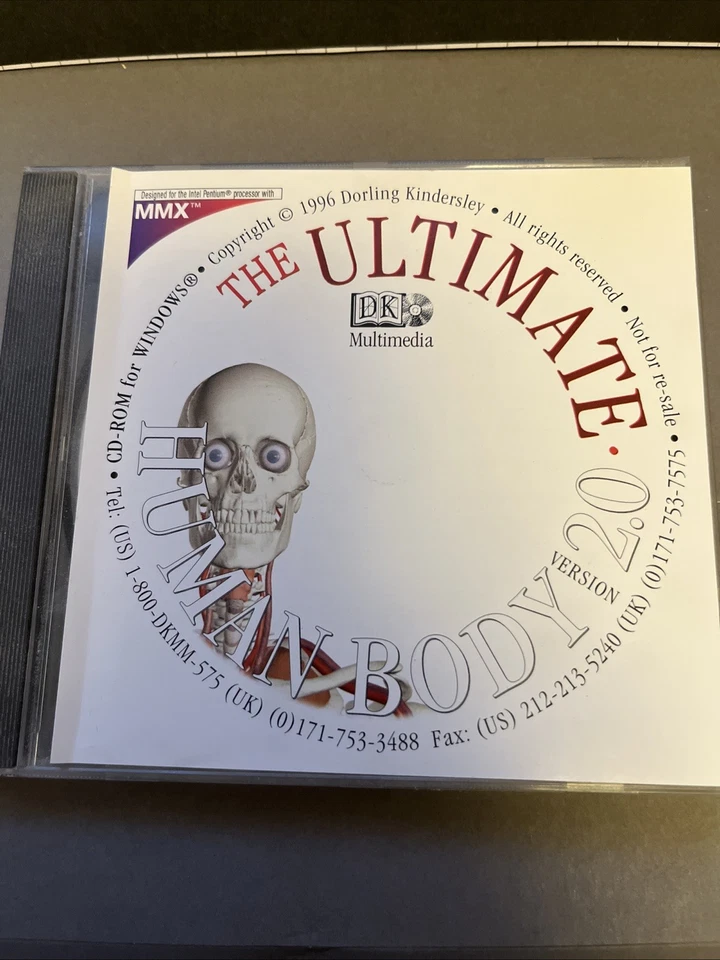 Designed for the Intel Pentium® processor with
MMX™
• CD-ROM for WINDOWS® • Copyright © 1996 Dorling Kindersley • All rights reserved • Not for re-sale •
THE ULTIMATE
DK
Multimedia
HUMAN BODY
VERSION 2.0
Tel: (US) 1-800-DKMM-575 (UK) (0)171-753-3488 Fax: (US) 212-213-5240 (UK) (0)171-753-7575